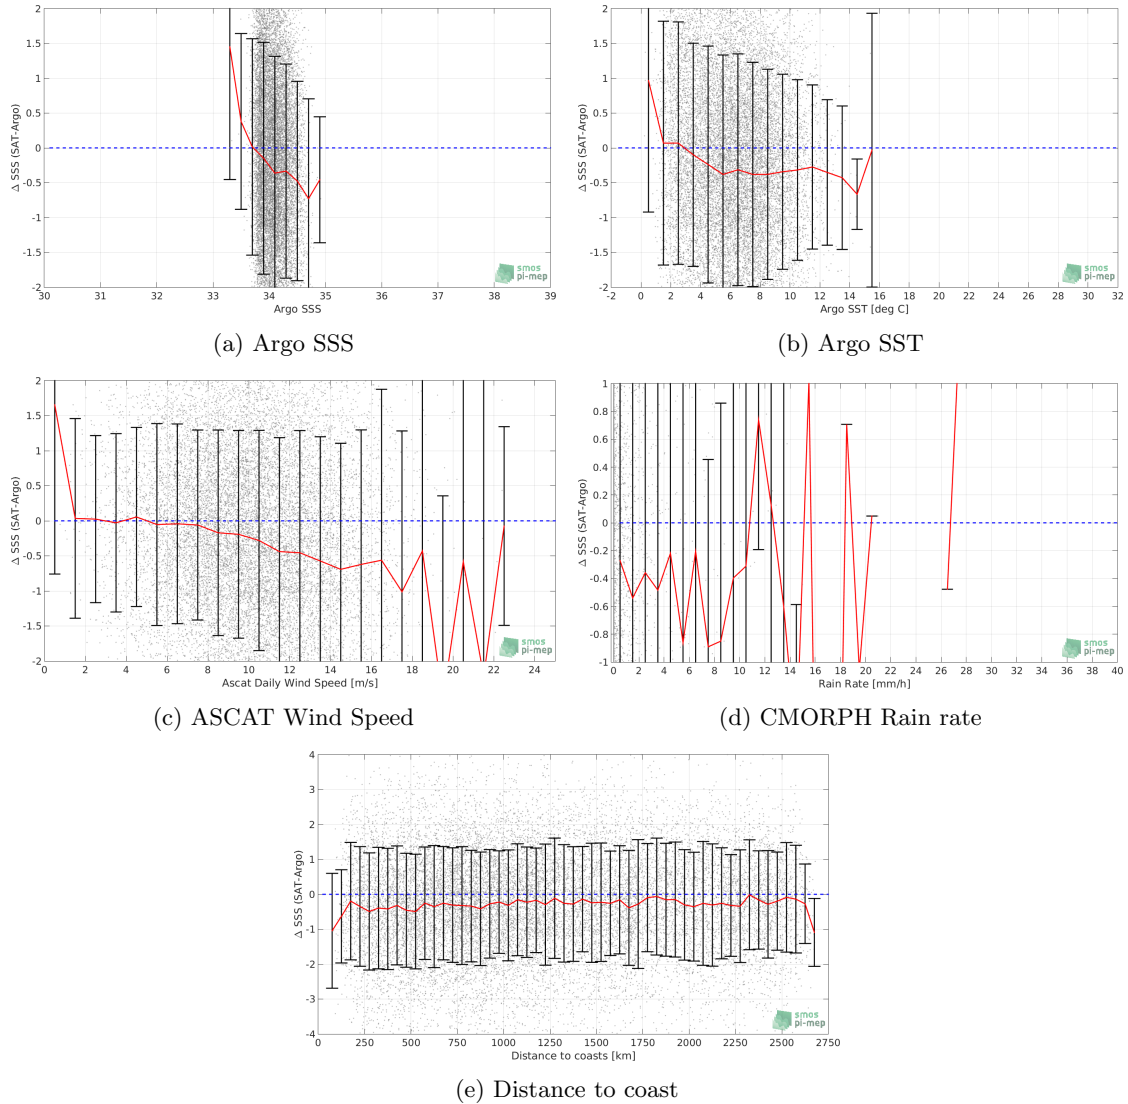 2
1.5
1
0.5
0
-0.5
-1
-1.5
-2
Δ SSS (SAT-Argo)
30 31 32 33 34 35 36 37 38 39
Argo SSS
smos
pi-mep
(a) Argo SSS
2
1.5
1
0.5
0
-0.5
-1
-1.5
-2
Δ SSS (SAT-Argo)
-2 0 2 4 6 8 10 12 14 16 18 20 22 24 26 28 30 32
Argo SST [deg C]
smos
pi-mep
(b) Argo SST
2
1.5
1
0.5
0
-0.5
-1
-1.5
-2
Δ SSS (SAT-Argo)
0 2 4 6 8 10 12 14 16 18 20 22 24
Ascat Daily Wind Speed [m/s]
smos
pi-mep
(c) ASCAT Wind Speed
1
0.8
0.6
0.4
0.2
0
-0.2
-0.4
-0.6
-0.8
-1
Δ SSS (SAT-Argo)
0 2 4 6 8 10 12 14 16 18 20 22 24 26 28 30 32 34 36 38 40
Rain Rate [mm/h]
smos
pi-mep
(d) CMORPH Rain rate
4
3
2
1
0
-1
-2
-3
-4
Δ SSS (SAT-Argo)
0 250 500 750 1000 1250 1500 1750 2000 2250 2500 2750
Distance to coasts [km]
smos
pi-mep
(e) Distance to coast